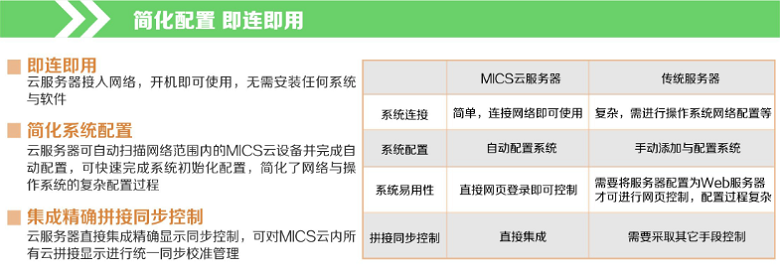 简化配置 即连即用
即连即用
云服务器接入网络，开机即可使用，无需安装任何系统
与软件
简化系统配置
云服务器可自动扫描网络范围内的MICS云设备并完成自
动配置，可快速完成系统初始化配置，简化了网络与操
作系统的复杂配置过程
集成精确拼接同步控制
云服务器直接集成精确显示同步控制，可对MICS云内所
有云拼接显示进行统一同步校准管理
MICS云服务器 传统服务器
系统连接 简单，连接网络即可使用 复杂，需进行操作系统网络配置等
系统配置 自动配置系统 手动添加与配置系统
系统易用性 直接网页登录即可控制 需要将服务器配置为Web服务器
才可进行网页控制，配置过程复杂
拼接同步控制 直接集成 需要采取其它手段控制